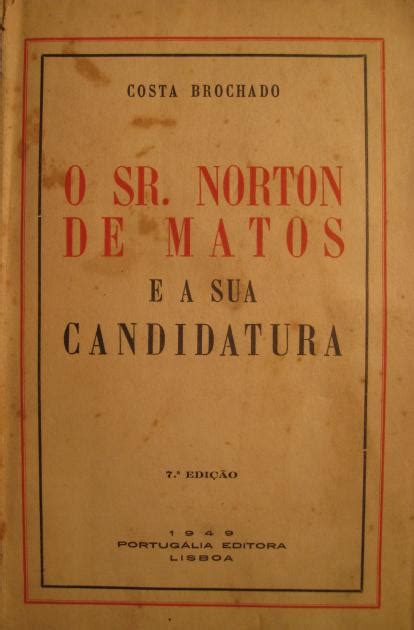 COSTA BROCHADO
O SR. NORTON
DE MATOS
E A SUA
CANDIDATURA
7.ª EDIÇÃO
1949
PORTUGÁLIA EDITORA
LISBOA